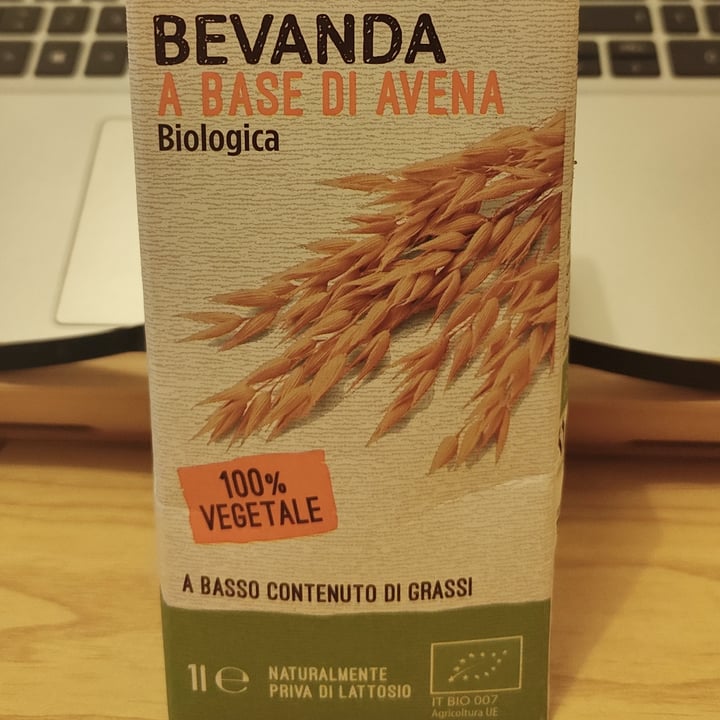 BEVANDA
A BASE DI AVENA
Biologica
100%
VEGETALE
A BASSO CONTENUTO DI GRASSI
1l e
NATURALMENTE
PRIVA DI LATTOSIO
IT BIO 007
Agricoltura UE